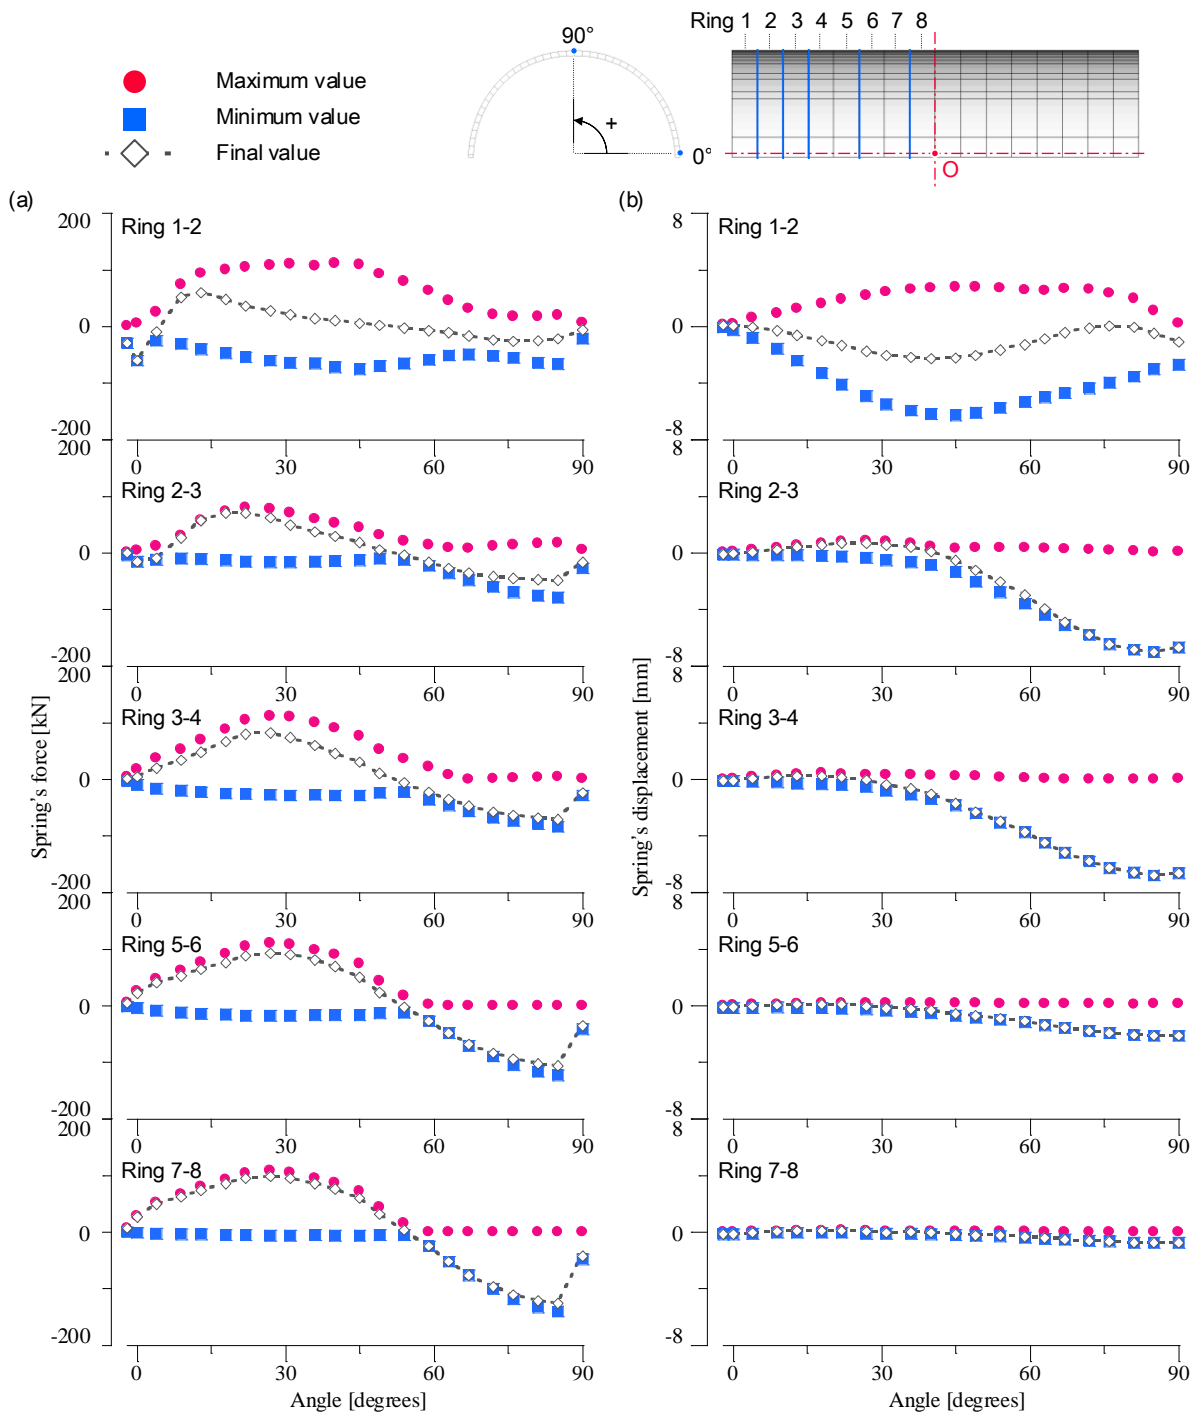 Ring 1 2 3 4 5 6 7 8
90°
Maximum value
Minimum value
Final value
+
0°
O
(a)
200
Ring 1-2
0
-200
0 30 60 90
200
Ring 2-3
0
-200
0 30 60 90
200
Ring 3-4
0
-200
0 30 60 90
200
Ring 5-6
0
-200
0 30 60 90
200
Ring 7-8
0
-200
0 30 60 90
Spring's force [kN]
Angle [degrees]
(b)
8
Ring 1-2
0
-8
0 30 60 90
8
Ring 2-3
0
-8
0 30 60 90
8
Ring 3-4
0
-8
0 30 60 90
8
Ring 5-6
0
-8
0 30 60 90
8
Ring 7-8
0
-8
0 30 60 90
Spring's displacement [mm]
Angle [degrees]